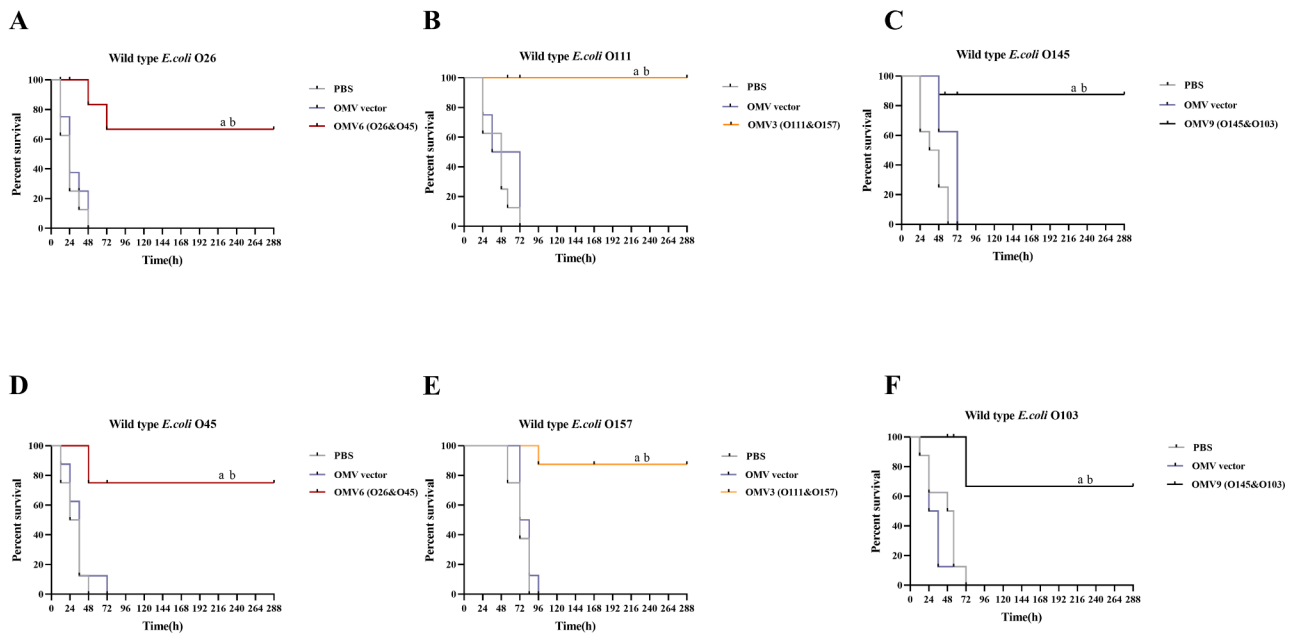 A
Wild type E.coli O26
Percent survival
100
80
60
40
20
0
a b
0 24 48 72 96 120 144 168 192 216 240 264 288
Time(h)
PBS
OMV vector
OMV6 (O26&O45)
B
Wild type E.coli O111
Percent survival
100
80
60
40
20
0
a b
0 24 48 72 96 120 144 168 192 216 240 264 288
Time(h)
PBS
OMV vector
OMV3 (O111&O157)
C
Wild type E.coli O145
Percent survival
100
80
60
40
20
0
a b
0 24 48 72 96 120 144 168 192 216 240 264 288
Time(h)
PBS
OMV vector
OMV9 (O145&O103)
D
Wild type E.coli O45
Percent survival
100
80
60
40
20
0
a b
0 24 48 72 96 120 144 168 192 216 240 264 288
Time(h)
PBS
OMV vector
OMV6 (O26&O45)
E
Wild type E.coli O157
Percent survival
100
80
60
40
20
0
a b
0 24 48 72 96 120 144 168 192 216 240 264 288
Time(h)
PBS
OMV vector
OMV3 (O111&O157)
F
Wild type E.coli O103
Percent survival
100
80
60
40
20
0
a b
0 24 48 72 96 120 144 168 192 216 240 264 288
Time(h)
PBS
OMV vector
OMV9 (O145&O103)